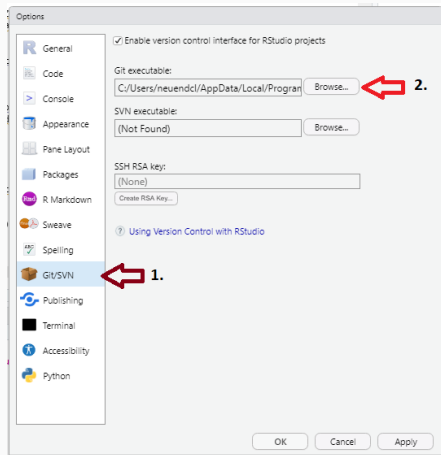 Options
R General
Code
Console
Appearance
Pane Layout
Packages
Rmd R Markdown
Sweave
ABC Spelling
Git/SVN
1.
Publishing
Terminal
Accessibility
Python
Enable version control interface for RStudio projects
Git executable:
C:/Users/neuendcl/AppData/Local/Program Browse... 2.
SVN executable:
(Not Found) Browse...
SSH RSA key:
(None)
Create RSA Key...
? Using Version Control with RStudio
OK Cancel Apply